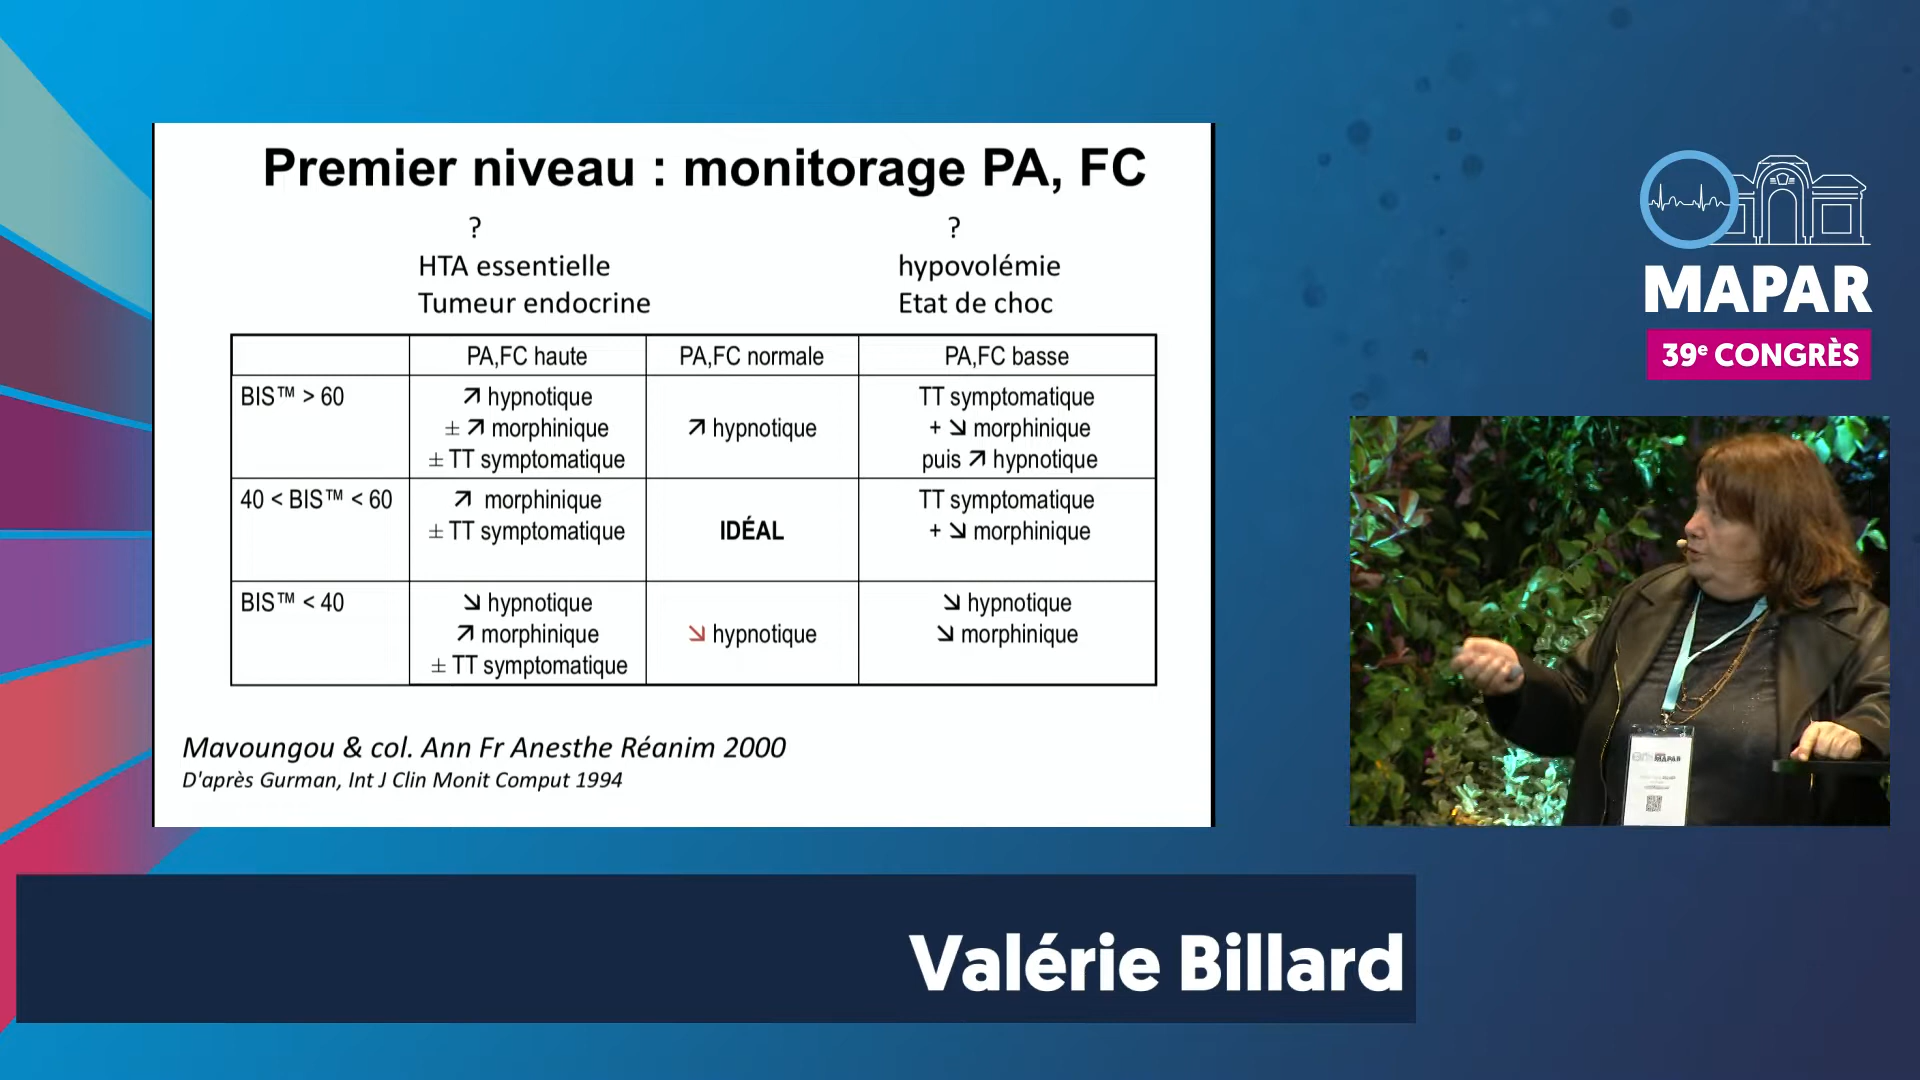 Premier niveau : monitorage PA, FC
?
HTA essentielle
Tumeur endocrine
?
hypovolémie
Etat de choc
PA,FC haute
PA,FC normale
PA,FC basse
BIS™ > 60
↗ hypnotique
± ↗ morphinique
± TT symptomatique
↗ hypnotique
TT symptomatique
+ ↘ morphinique
puis ↗ hypnotique
40 < BIS™ < 60
↗ morphinique
± TT symptomatique
IDÉAL
TT symptomatique
+ ↘ morphinique
BIS™ < 40
↘ hypnotique
↗ morphinique
± TT symptomatique
↘ hypnotique
↘ hypnotique
↘ morphinique
Mavoungou & col. Ann Fr Anesthe Réanim 2000
D'après Gurman, Int J Clin Monit Comput 1994
MAPAR
39e CONGRÈS
MAPAR
Valérie Billard